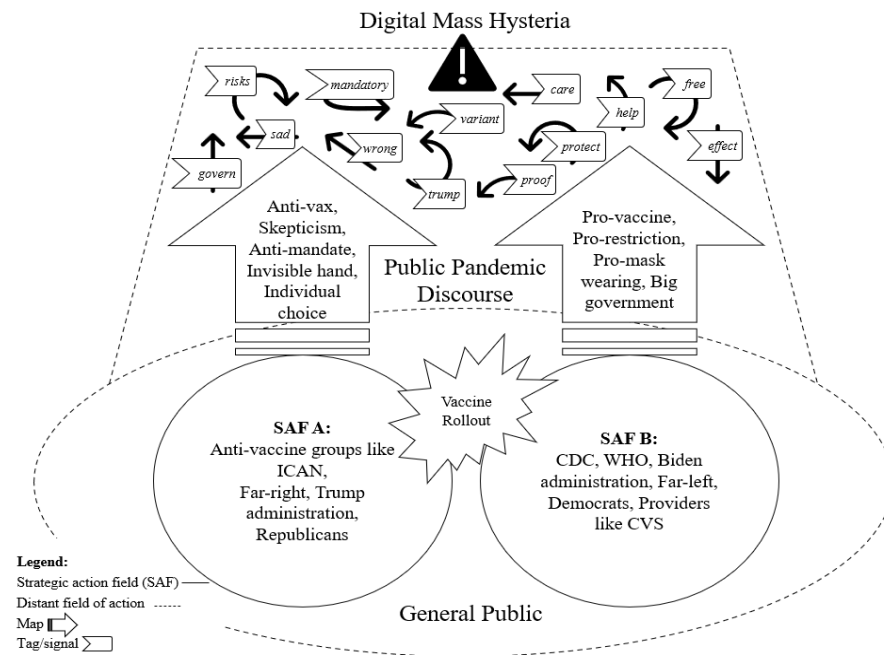 Digital Mass Hysteria
risks
mandatory
care
free
variant
help
sad
wrong
protect
effect
govern
trump
proof
Anti-vax,
Skepticism,
Anti-mandate,
Invisible hand,
Individual
choice
Public Pandemic
Discourse
Pro-vaccine,
Pro-restriction,
Pro-mask
wearing, Big
government
Vaccine
Rollout
SAF A:
Anti-vaccine groups like
ICAN,
Far-right, Trump
administration,
Republicans
SAF B:
CDC, WHO, Biden
administration, Far-left,
Democrats, Providers
like CVS
General Public
Legend:
Strategic action field (SAF)
Distant field of action
Map
Tag/signal